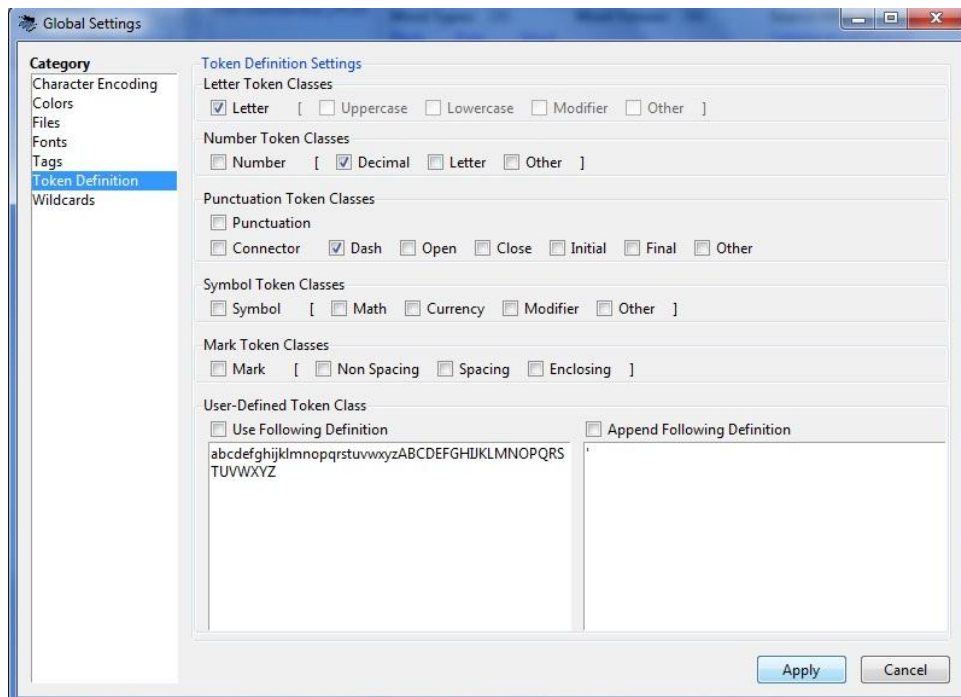 Global Settings
Category
Character Encoding
Colors
Files
Fonts
Tags
Token Definition
Wildcards
Token Definition Settings
Letter Token Classes
Letter [ Uppercase Lowercase Modifier Other ]
Number Token Classes
Number [ Decimal Letter Other ]
Punctuation Token Classes
Punctuation
Connector Dash Open Close Initial Final Other
Symbol Token Classes
Symbol [ Math Currency Modifier Other ]
Mark Token Classes
Mark [ Non Spacing Spacing Enclosing ]
User-Defined Token Class
Use Following Definition
abcdefghijklmnopqrstuvwxyzABCDEFGHIJKLMNOPQRS
TUVWXYZ
Append Following Definition
'
Apply Cancel